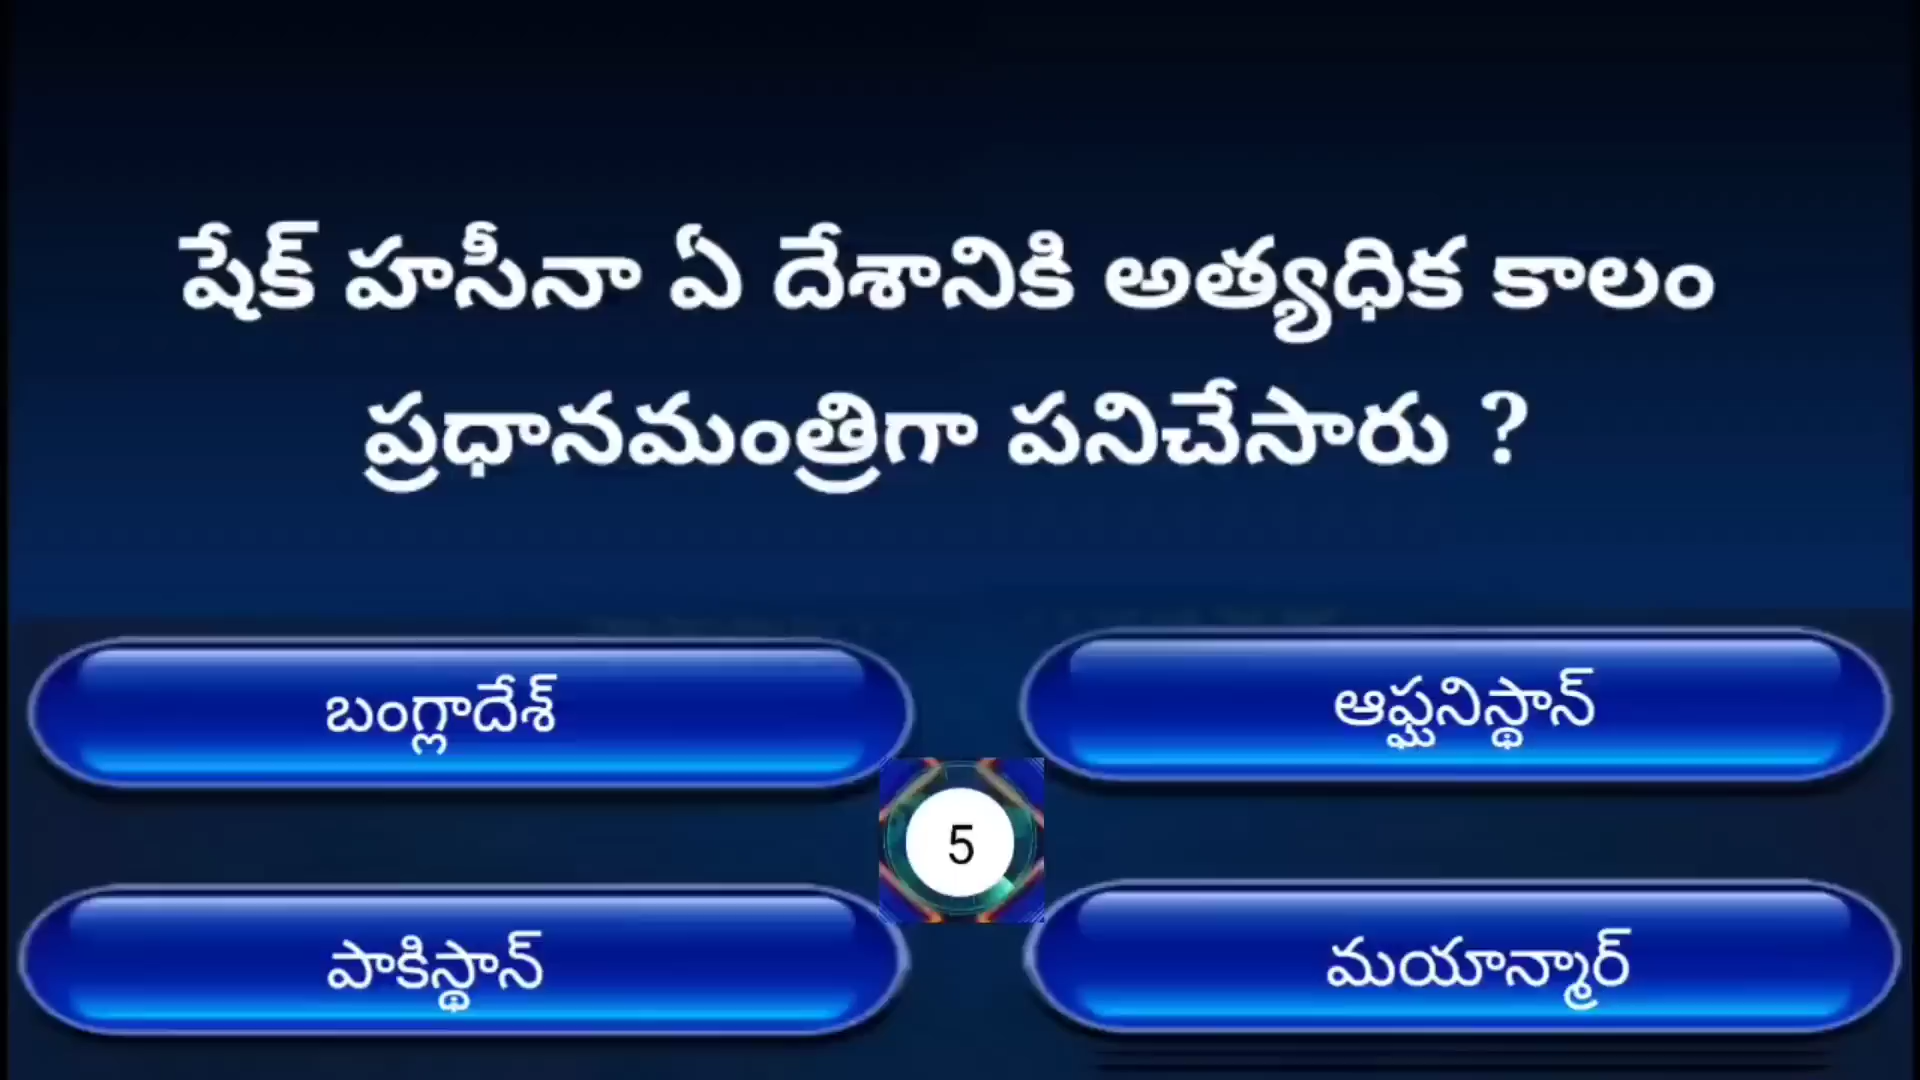 షేక్ హసీనా ఏ దేశానికి అత్యధిక కాలం
ప్రధానమంత్రిగా పనిచేసారు ?
బంగ్లాదేశ్
ఆఫ్ఘనిస్థాన్
5
పాకిస్థాన్
మయాన్మార్